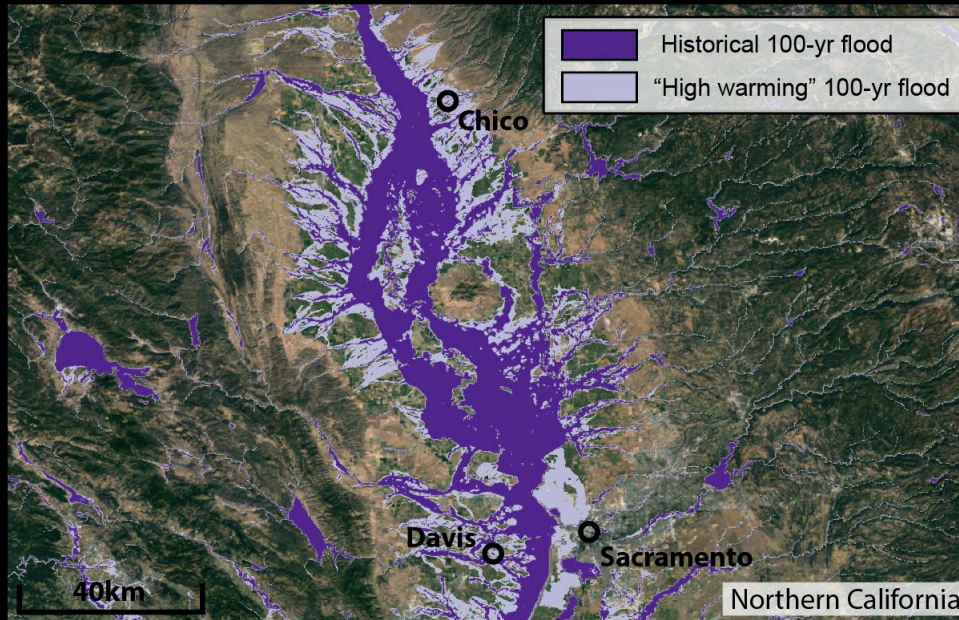 Historical 100-yr flood
“High warming” 100-yr flood
Chico
Davis
Sacramento
40km
Northern California